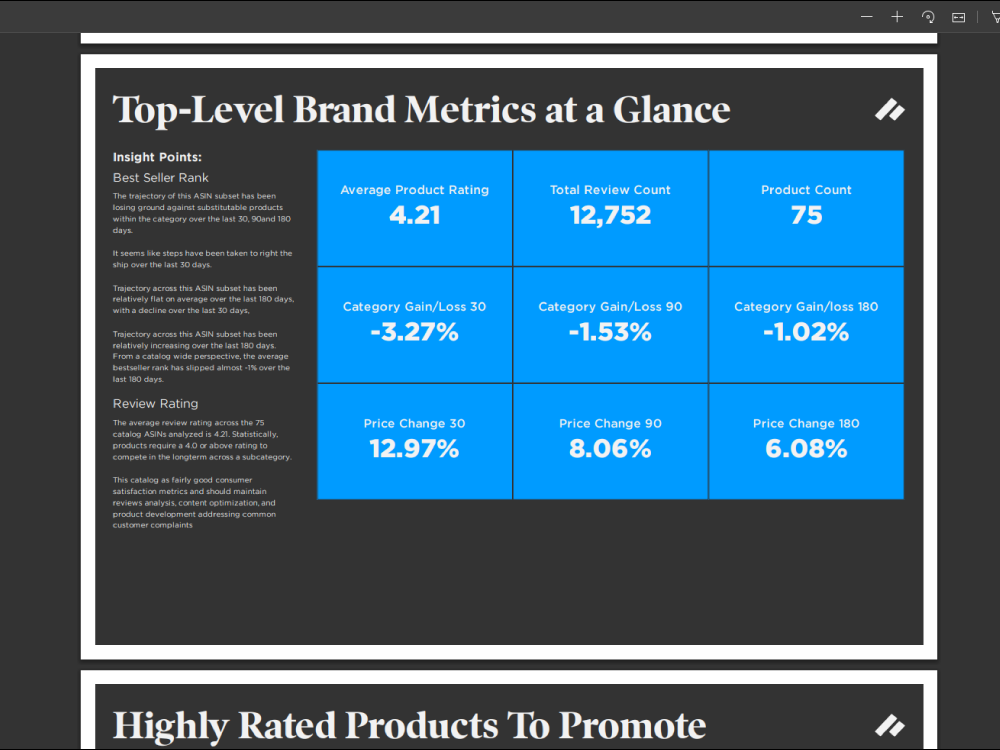 Top-Level Brand Metrics at a Glance
Insight Points:
Best Seller Rank
The trajectory of this ASIN subset has been
losing ground against substitutable products
within the category over the last 30, 90and 180
days.
It seems like steps have been taken to right the
ship over the last 30 days.
Trajectory across this ASIN subset has been
relatively flat on average over the last 180 days,
with a decline over the last 30 days,
Trajectory across this ASIN subset has been
relatively increasing over the last 180 days.
From a catalog wide perspective, the average
bestseller rank has slipped almost -1% over the
last 180 days.
Review Rating
The average review rating across the 75
catalog ASINs analyzed is 4.21. Statistically,
products require a 4.0 or above rating to
compete in the longterm across a subcategory.
This catalog as fairly good consumer
satisfaction metrics and should maintain
reviews analysis, content optimization, and
product development addressing common
customer complaints
Average Product Rating
4.21
Total Review Count
12,752
Product Count
75
Category Gain/Loss 30
-3.27%
Category Gain/Loss 90
-1.53%
Category Gain/loss 180
-1.02%
Price Change 30
12.97%
Price Change 90
8.06%
Price Change 180
6.08%
Highly Rated Products To Promote